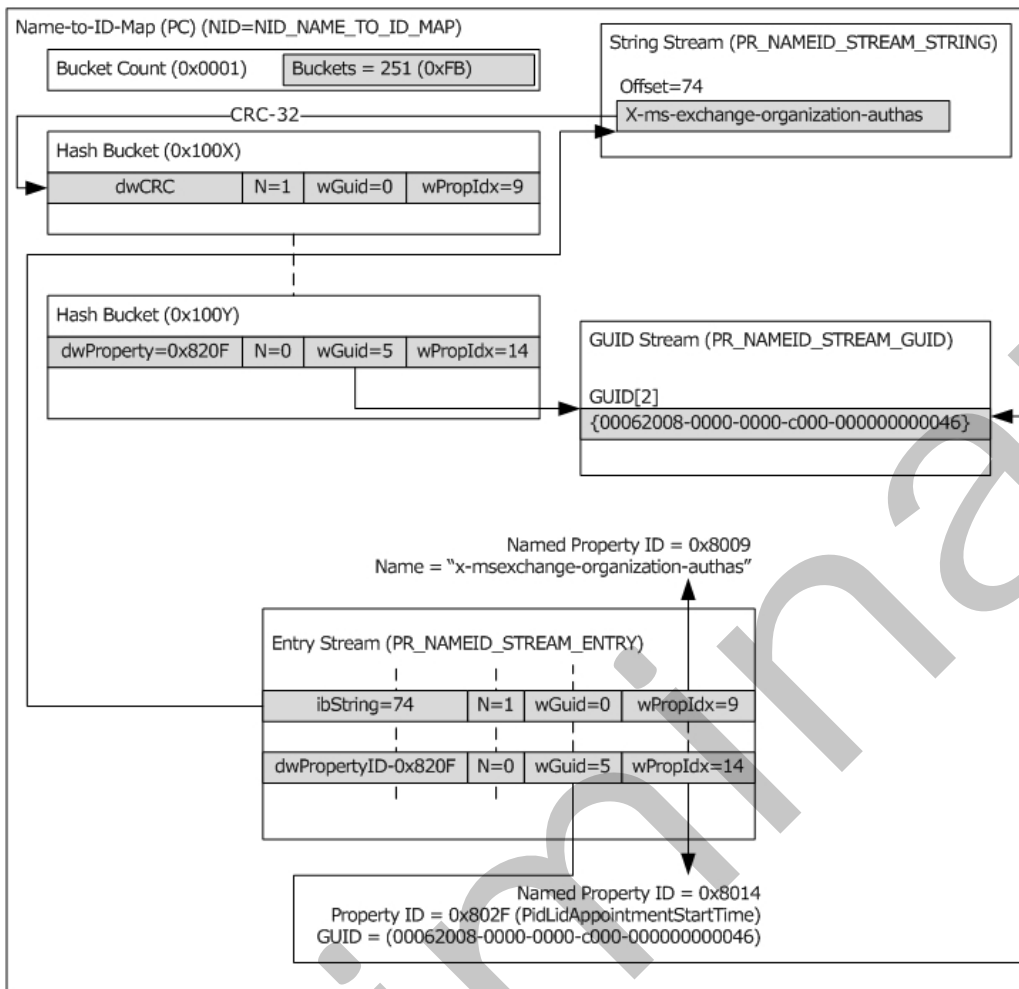 Name-to-ID-Map (PC) (NID=NID_NAME_TO_ID_MAP)
Bucket Count (0x0001) Buckets = 251 (0xFB)
String Stream (PR_NAMEID_STREAM_STRING)
Offset=74
X-ms-exchange-organization-authas
CRC-32
Hash Bucket (0x100X)
dwCRC N=1 wGuid=0 wPropIdx=9
Hash Bucket (0x100Y)
dwProperty=0x820F N=0 wGuid=5 wPropIdx=14
GUID Stream (PR_NAMEID_STREAM_GUID)
GUID[2]
{00062008-0000-0000-c000-000000000046}
Named Property ID = 0x8009
Name = “x-msexchange-organization-authas”
Entry Stream (PR_NAMEID_STREAM_ENTRY)
ibString=74 N=1 wGuid=0 wPropIdx=9
dwPropertyID-0x820F N=0 wGuid=5 wPropIdx=14
Named Property ID = 0x8014
Property ID = 0x802F (PidLidAppointmentStartTime)
GUID = (00062008-0000-0000-c000-000000000046)